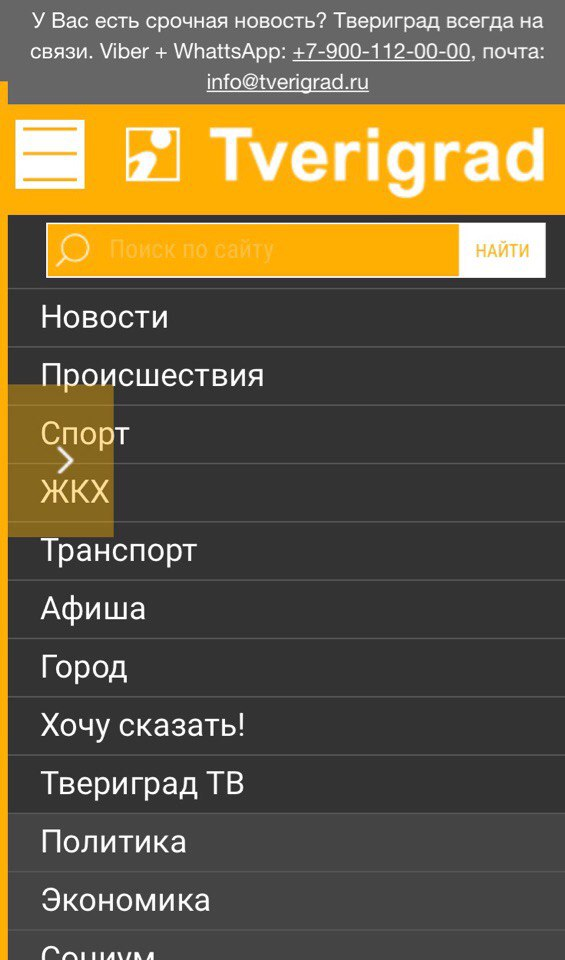 У Вас есть срочная новость? Твериград всегда на
связи. Viber + WhattsApp: +7-900-112-00-00, почта:
info@tverigrad.ru
Tverigrad
Поиск по сайту НАЙТИ
Новости
Происшествия
Спорт
ЖКХ
Транспорт
Афиша
Город
Хочу сказать!
Твериград ТВ
Политика
Экономика
Социум